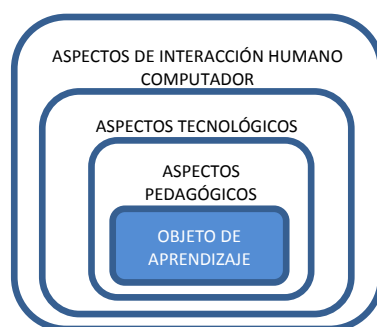 ASPECTOS DE INTERACCIÓN HUMANO
COMPUTADOR
ASPECTOS TECNOLÓGICOS
ASPECTOS
PEDAGÓGICOS
OBJETO DE
APRENDIZAJE